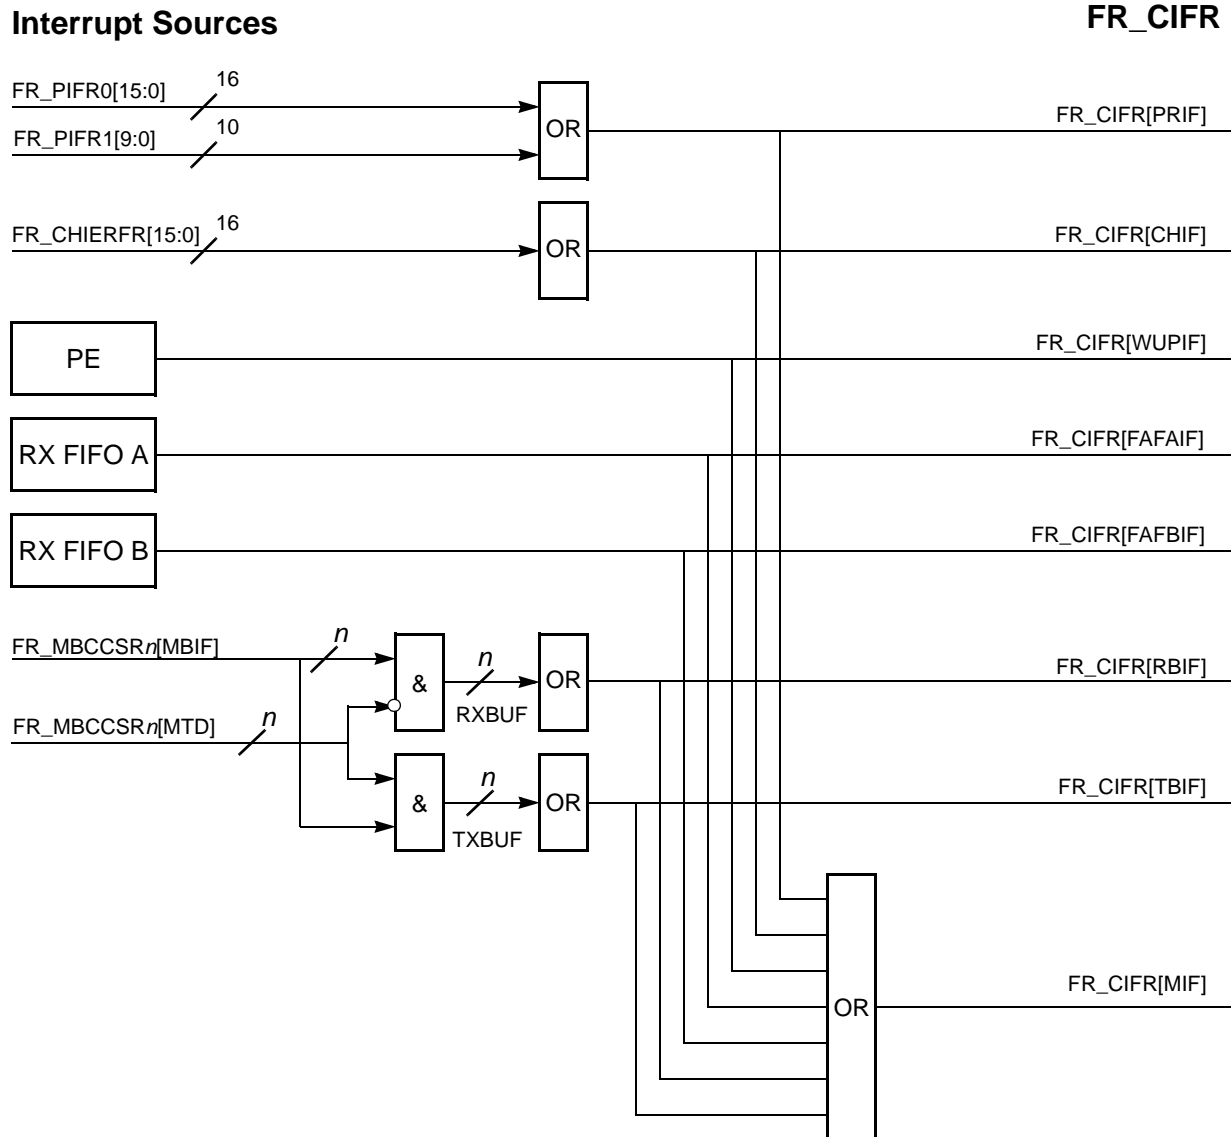 Interrupt Sources
FR_CIFR
FR_PIFR0[15:0]
16
OR
FR_CIFR[PRIF]
FR_PIFR1[9:0]
10
FR_CHIERFR[15:0]
16
OR
FR_CIFR[CHIF]
PE
FR_CIFR[WUPIF]
RX FIFO A
FR_CIFR[FAFAIF]
RX FIFO B
FR_CIFR[FAFBIF]
FR_MBCCSRn[MBIF]
n
&
n
RXBUF
OR
FR_CIFR[RBIF]
FR_MBCCSRn[MTD]
n
&
n
TXBUF
OR
FR_CIFR[TBIF]
OR
FR_CIFR[MIF]